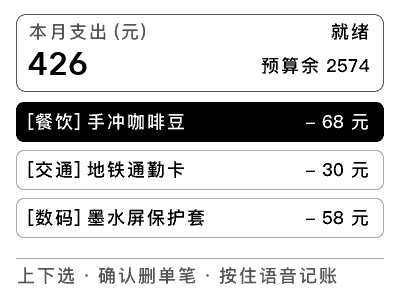 本月支出 (元) 就绪
426 预算余 2574
[餐饮] 手冲咖啡豆 – 68 元
[交通] 地铁通勤卡 – 30 元
[数码] 墨水屏保护套 – 58 元
上下选 · 确认删单笔 · 按住语音记账